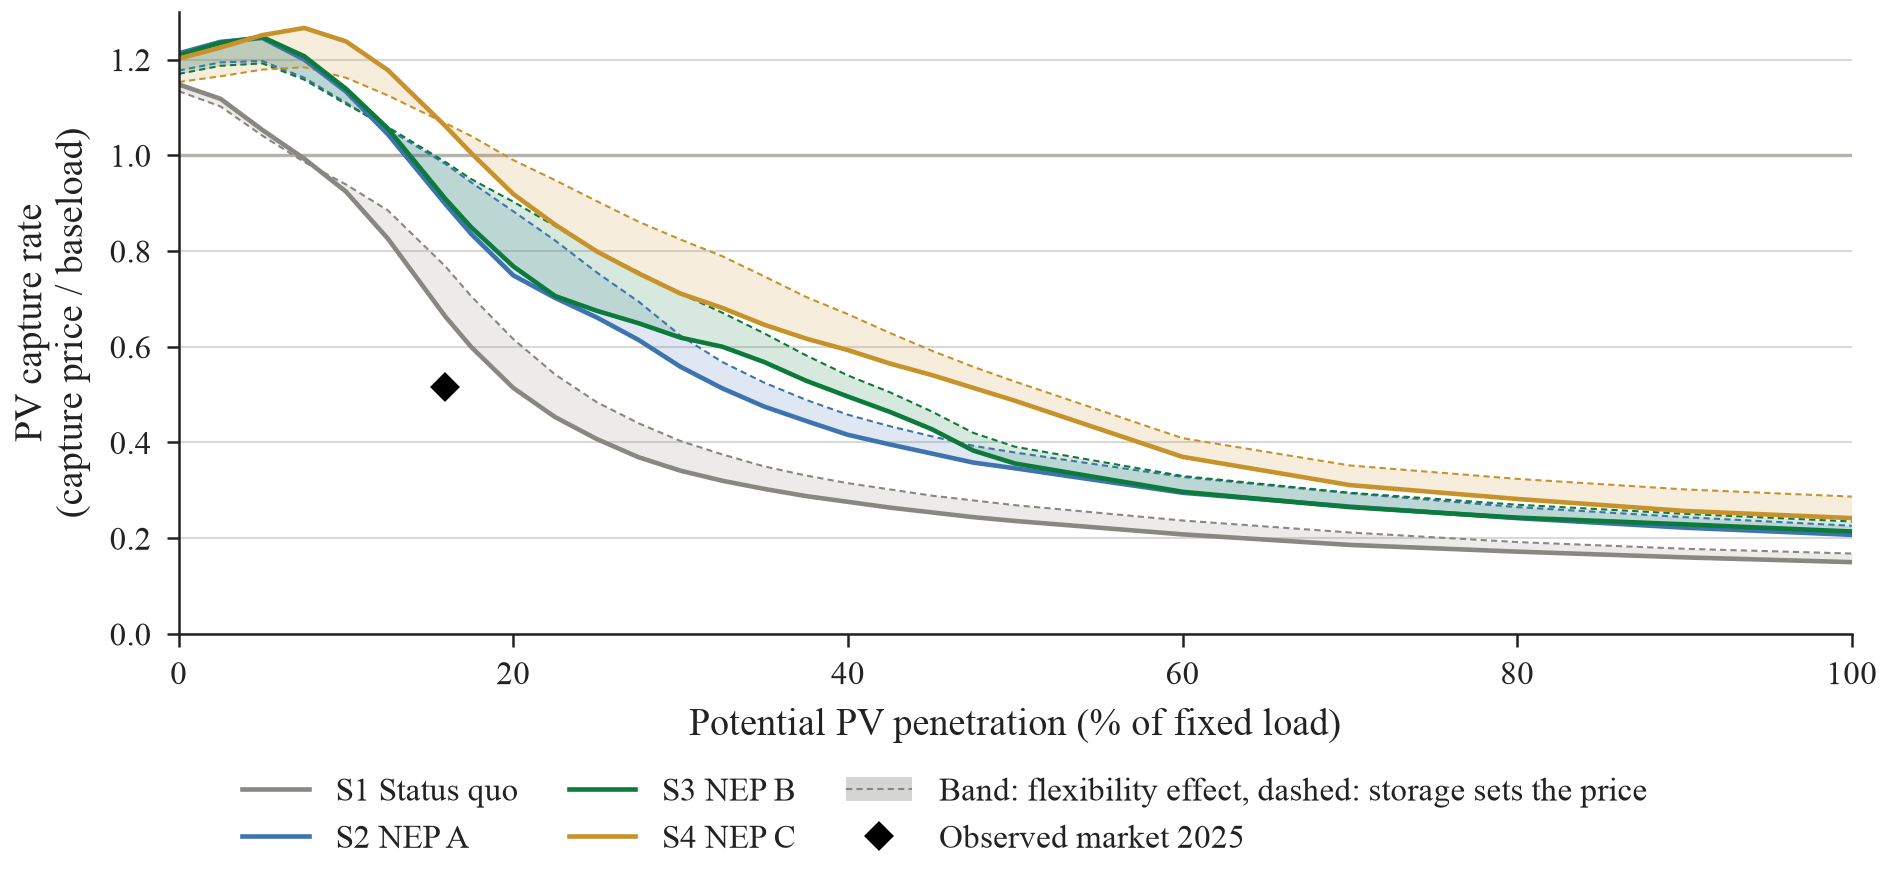 1.2
1.0
0.8
0.6
0.4
0.2
0.0
PV capture rate
(capture price / baseload)
0 20 40 60 80 100
Potential PV penetration (% of fixed load)
S1 Status quo
S2 NEP A
S3 NEP B
S4 NEP C
Band: flexibility effect, dashed: storage sets the price
Observed market 2025